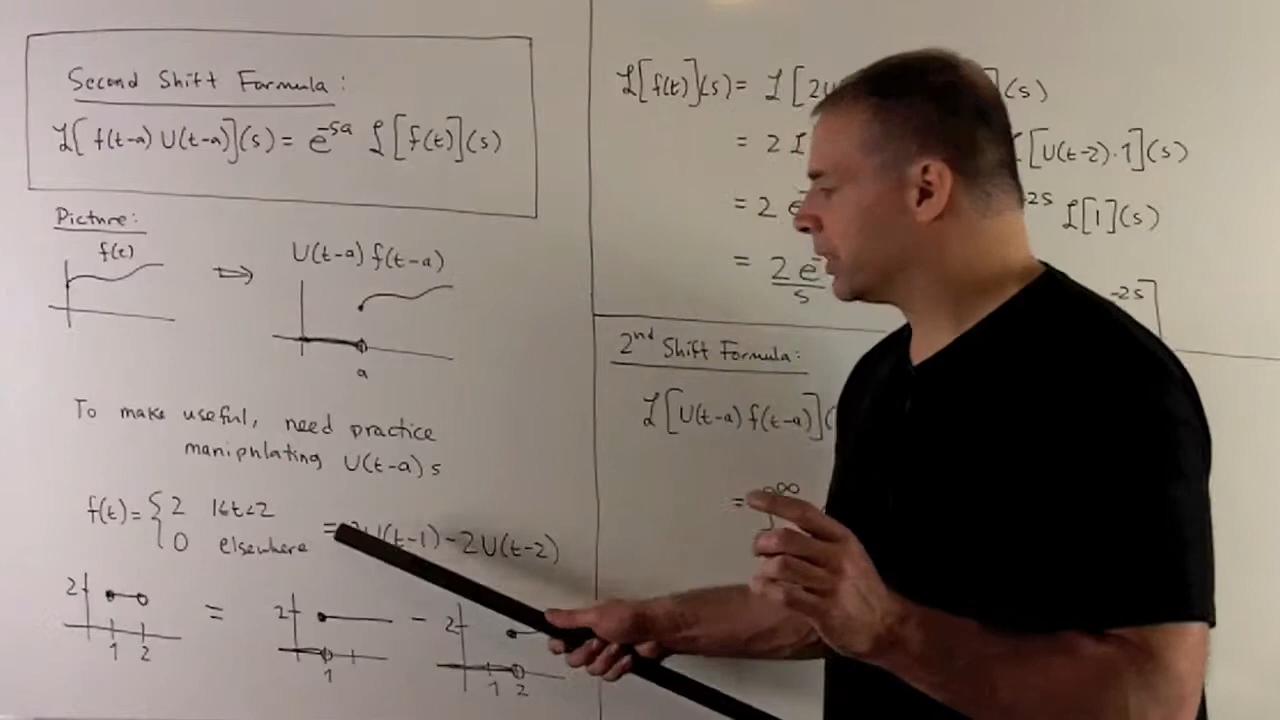 Second Shift Formula:
ℒ[f(t-a) U(t-a)](s) = e^-sa ℒ[f(t)](s)
Picture:
f(t)
⇒ U(t-a) f(t-a)
a
To make useful, need practice
maniplating U(t-a) s
f(t) = { 2 1≤t<2
0 elsewhere = 2U(t-1) - 2U(t-2)
2 1 2 = 2 1 - 2 1 2
ℒ[f(t)](s) = ℒ[2 ](s)
= 2 ℒ[U(t-2)·1](s)
= 2 e -2s ℒ[1](s)
= 2e / s -2s ]
2nd Shift Formula:
ℒ[U(t-a) f(t-a)](
= ∫ ∞